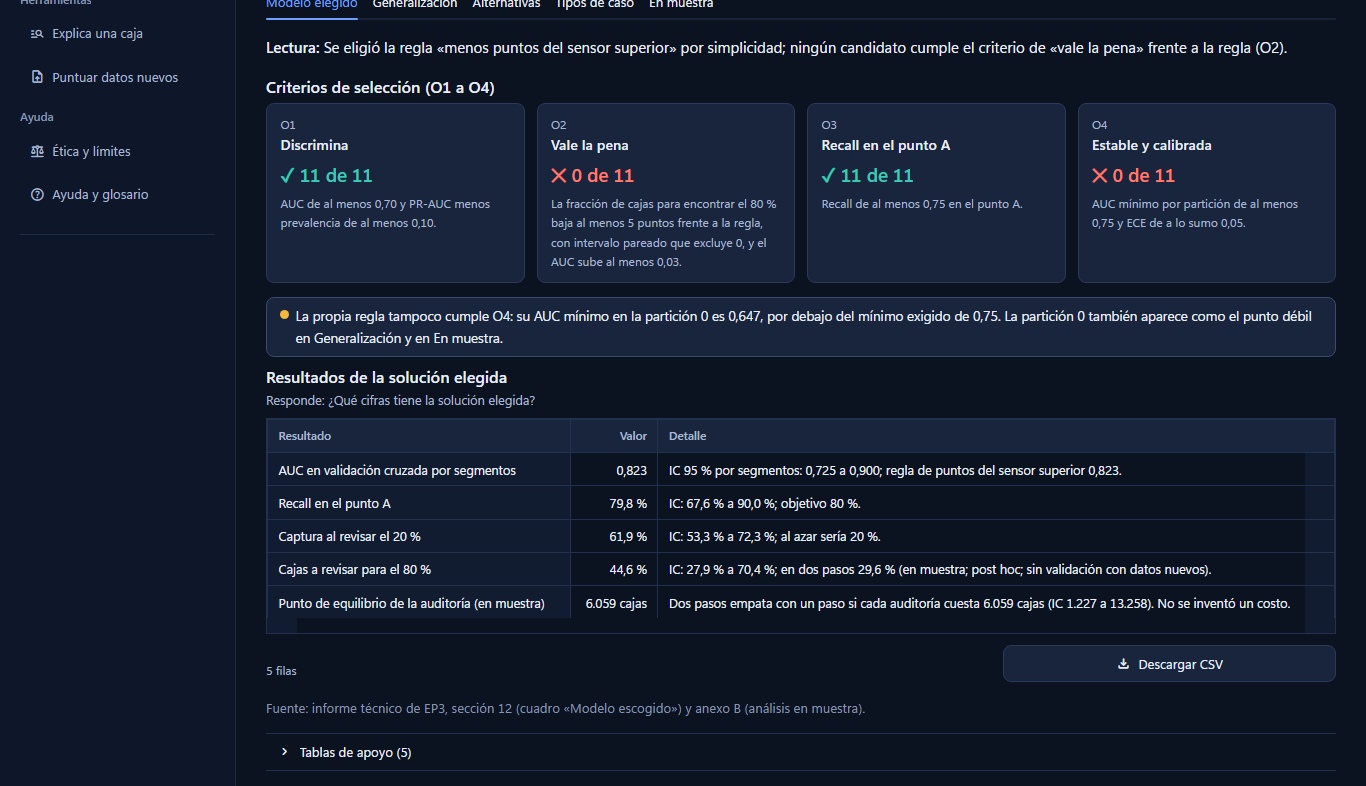 Herramientas
Explica una caja
Puntuar datos nuevos
Ayuda
Ética y límites
Ayuda y glosario
Modelo elegido Generalización Alternativas Tipos de caso En muestra
Lectura: Se eligió la regla «menos puntos del sensor superior» por simplicidad; ningún candidato cumple el criterio de «vale la pena» frente a la regla (O2).
Criterios de selección (O1 a O4)
O1
Discrimina
✓ 11 de 11
AUC de al menos 0,70 y PR-AUC menos
prevalencia de al menos 0,10.
O2
Vale la pena
✕ 0 de 11
La fracción de cajas para encontrar el 80 %
baja al menos 5 puntos frente a la regla,
con intervalo pareado que excluye 0, y el
AUC sube al menos 0,03.
O3
Recall en el punto A
✓ 11 de 11
Recall de al menos 0,75 en el punto A.
O4
Estable y calibrada
✕ 0 de 11
AUC mínimo por partición de al menos
0,75 y ECE de a lo sumo 0,05.
La propia regla tampoco cumple O4: su AUC mínimo en la partición 0 es 0,647, por debajo del mínimo exigido de 0,75. La partición 0 también aparece como el punto débil
en Generalización y en En muestra.
Resultados de la solución elegida
Responde: ¿Qué cifras tiene la solución elegida?
Resultado Valor Detalle
AUC en validación cruzada por segmentos 0,823 IC 95 % por segmentos: 0,725 a 0,900; regla de puntos del sensor superior 0,823.
Recall en el punto A 79,8 % IC: 67,6 % a 90,0 %; objetivo 80 %.
Captura al revisar el 20 % 61,9 % IC: 53,3 % a 72,3 %; al azar sería 20 %.
Cajas a revisar para el 80 % 44,6 % IC: 27,9 % a 70,4 %; en dos pasos 29,6 % (en muestra; post hoc; sin validación con datos nuevos).
Punto de equilibrio de la auditoría (en muestra) 6.059 cajas Dos pasos empata con un paso si cada auditoría cuesta 6.059 cajas (IC 1.227 a 13.258). No se inventó un costo.
5 filas
Descargar CSV
Fuente: informe técnico de EP3, sección 12 (cuadro «Modelo escogido») y anexo B (análisis en muestra).
Tablas de apoyo (5)